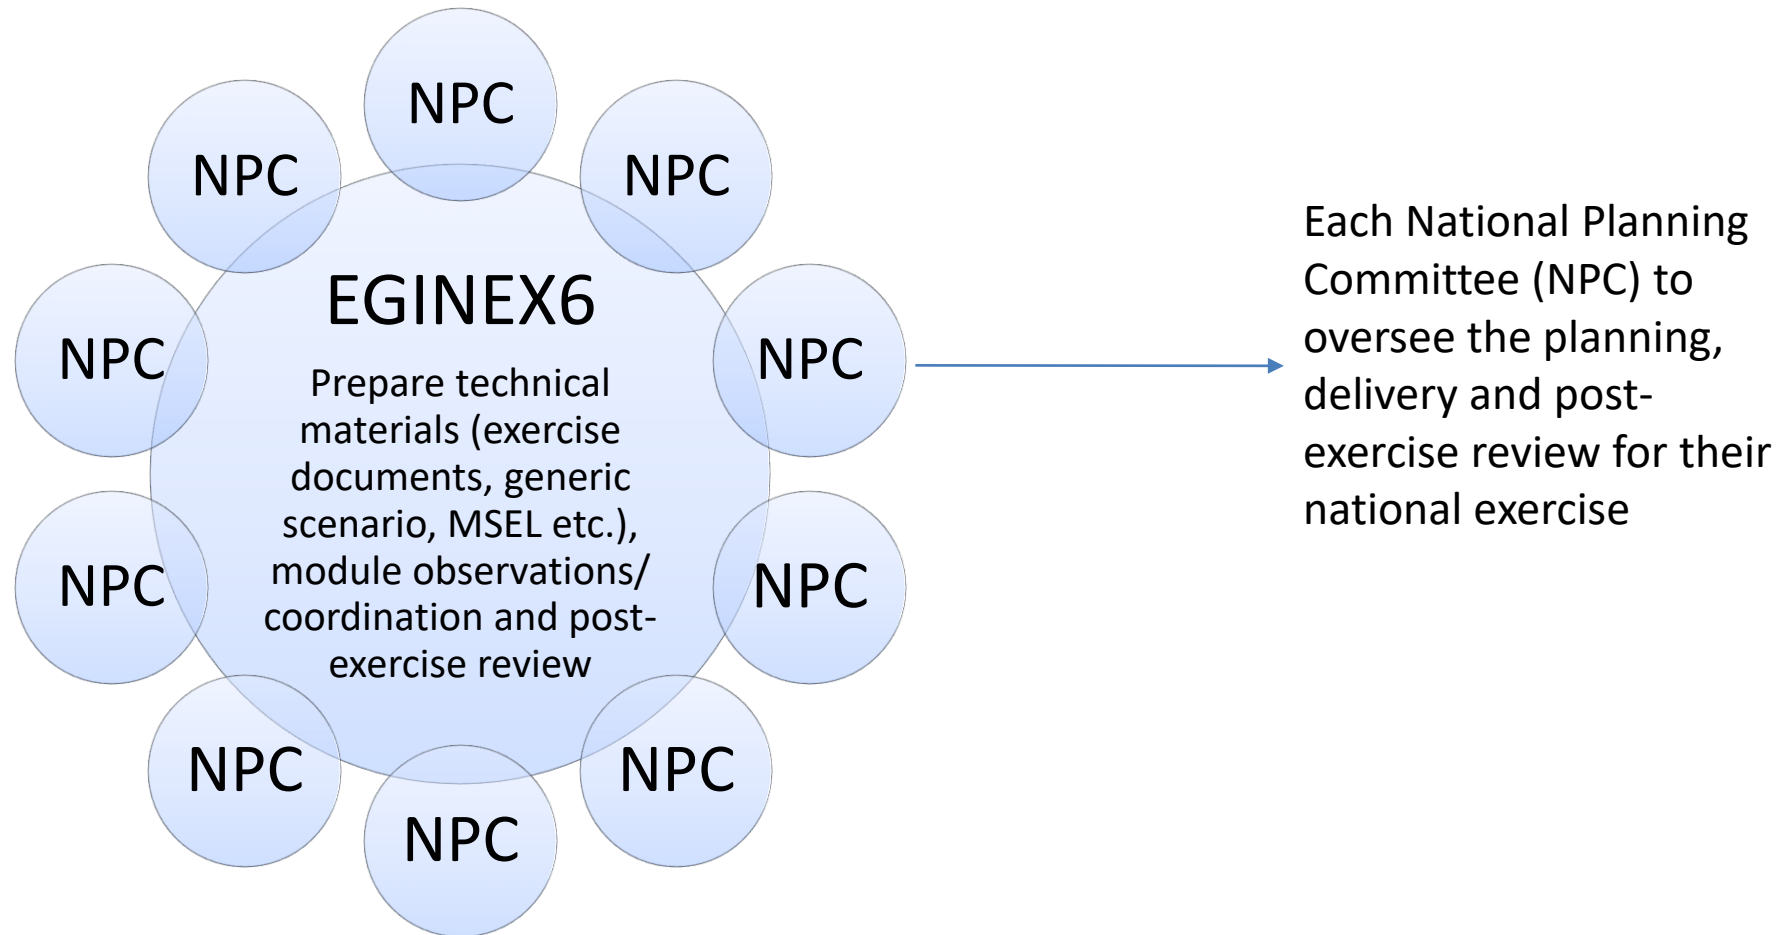 NPC
NPC
NPC
NPC
NPC
EGINEX6
Prepare technical
materials (exercise
documents, generic
scenario, MSEL etc.),
module observations/
coordination and post-
exercise review
NPC
NPC
NPC
NPC
NPC
Each National Planning
Committee (NPC) to
oversee the planning,
delivery and post-
exercise review for their
national exercise